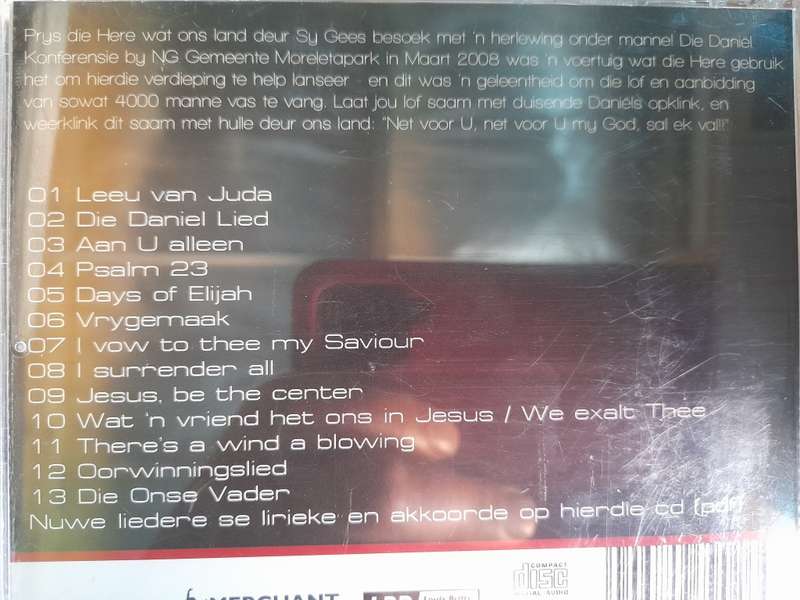 Prys die Here wat ons land deur Sy Gees besoek met 'n herlewing onder manne! Die Daniel
Konferensie by NG Gemeente Moreletapark in Maart 2008 was 'n voertuig wat die Here gebruik
het om hierdie verdieping te help lanseer en dit was 'n geleentheid om die lof en aanbidding
van sowat 4000 manne vas te vang. Laat jou lof saam met duisende Daniëls opklink, en
weerklink dit saam met hulle deur ons land: "Net voor U, net voor U my God, sal ek val!!!"
01 Leeu van Juda
02 Die Daniel Lied
03 Aan U alleen
04 Psalm 23
05 Days of Elijah
06 Vrygemaak
07 I vow to thee my Saviour
08 I surrender all
09 Jesus, be the center
10 Wat 'n vriend het ons in Jesus / We exalt Thee
11 There's a wind a blowing
12 Oorwinningslied
13 Die Onse Vader
Nuwe liedere se lirieke en akkoorde op hierdie cd (pdf)
MERCHANT
COMPACT
disc
DIGITAL AUDIO